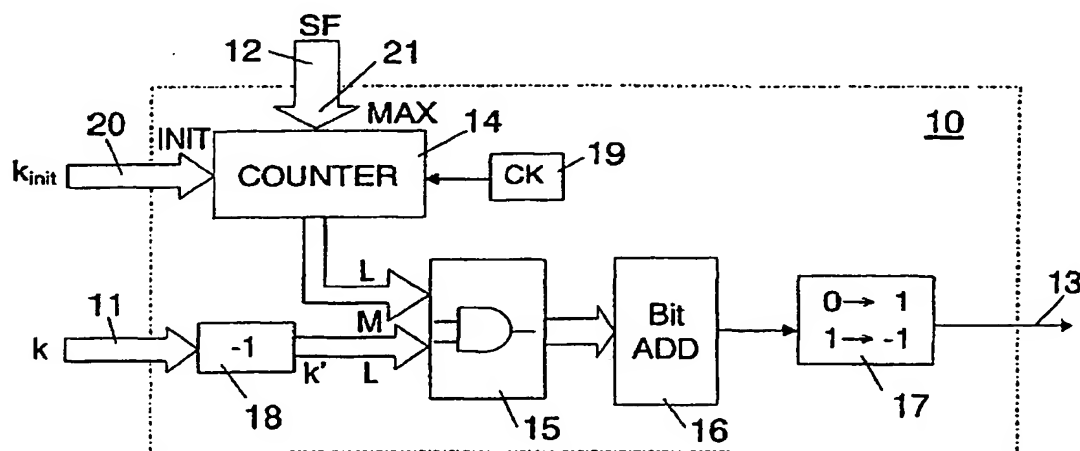 SF
12
21
MAX
14
10
20
INIT
19
k_init
COUNTER
CK
L
11
M
0→ 1
13
k
-1
Bit
ADD
1→ -1
k'
L
18
15
16
17